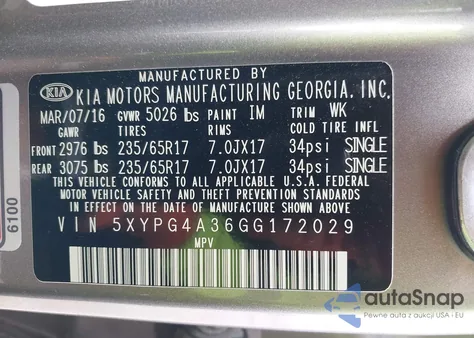 MANUFACTURED BY
KIA KIA MOTORS MANUFACTURING GEORGIA, INC.
MAR/07/16 GVWR 5026 lbs PAINT IM TRIM WK
GAWR TIRES RIMS COLD TIRE INFL
FRONT 2976 lbs 235/65R17 7.0JX17 34psi SINGLE
REAR 3075 lbs 235/65R17 7.0JX17 34psi SINGLE
THIS VEHICLE CONFORMS TO ALL APPLICABLE U.S.A. FEDERAL
MOTOR VEHICLE SAFETY AND THEFT PREVENTION STANDARDS
IN EFFECT ON THE DATE OF MANUFACTURE SHOWN ABOVE.
VIN 5XYPG4A36GG172029
MPV
6100
autoSnap
Pewne auta z aukcji USA i EU